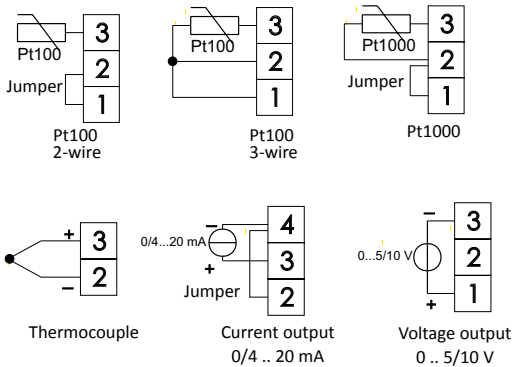 3
Pt100
2
Jumper
1
Pt100
2-wire
3
Pt100
2
1
Pt100
3-wire
3
Pt1000
2
Jumper
1
Pt1000
+
3
2
–
Thermocouple
–
4
0/4...20 mA
3
+
Jumper
2
Current output
0/4 .. 20 mA
–
3
0...5/10 V
2
1
+
Voltage output
0 .. 5/10 V